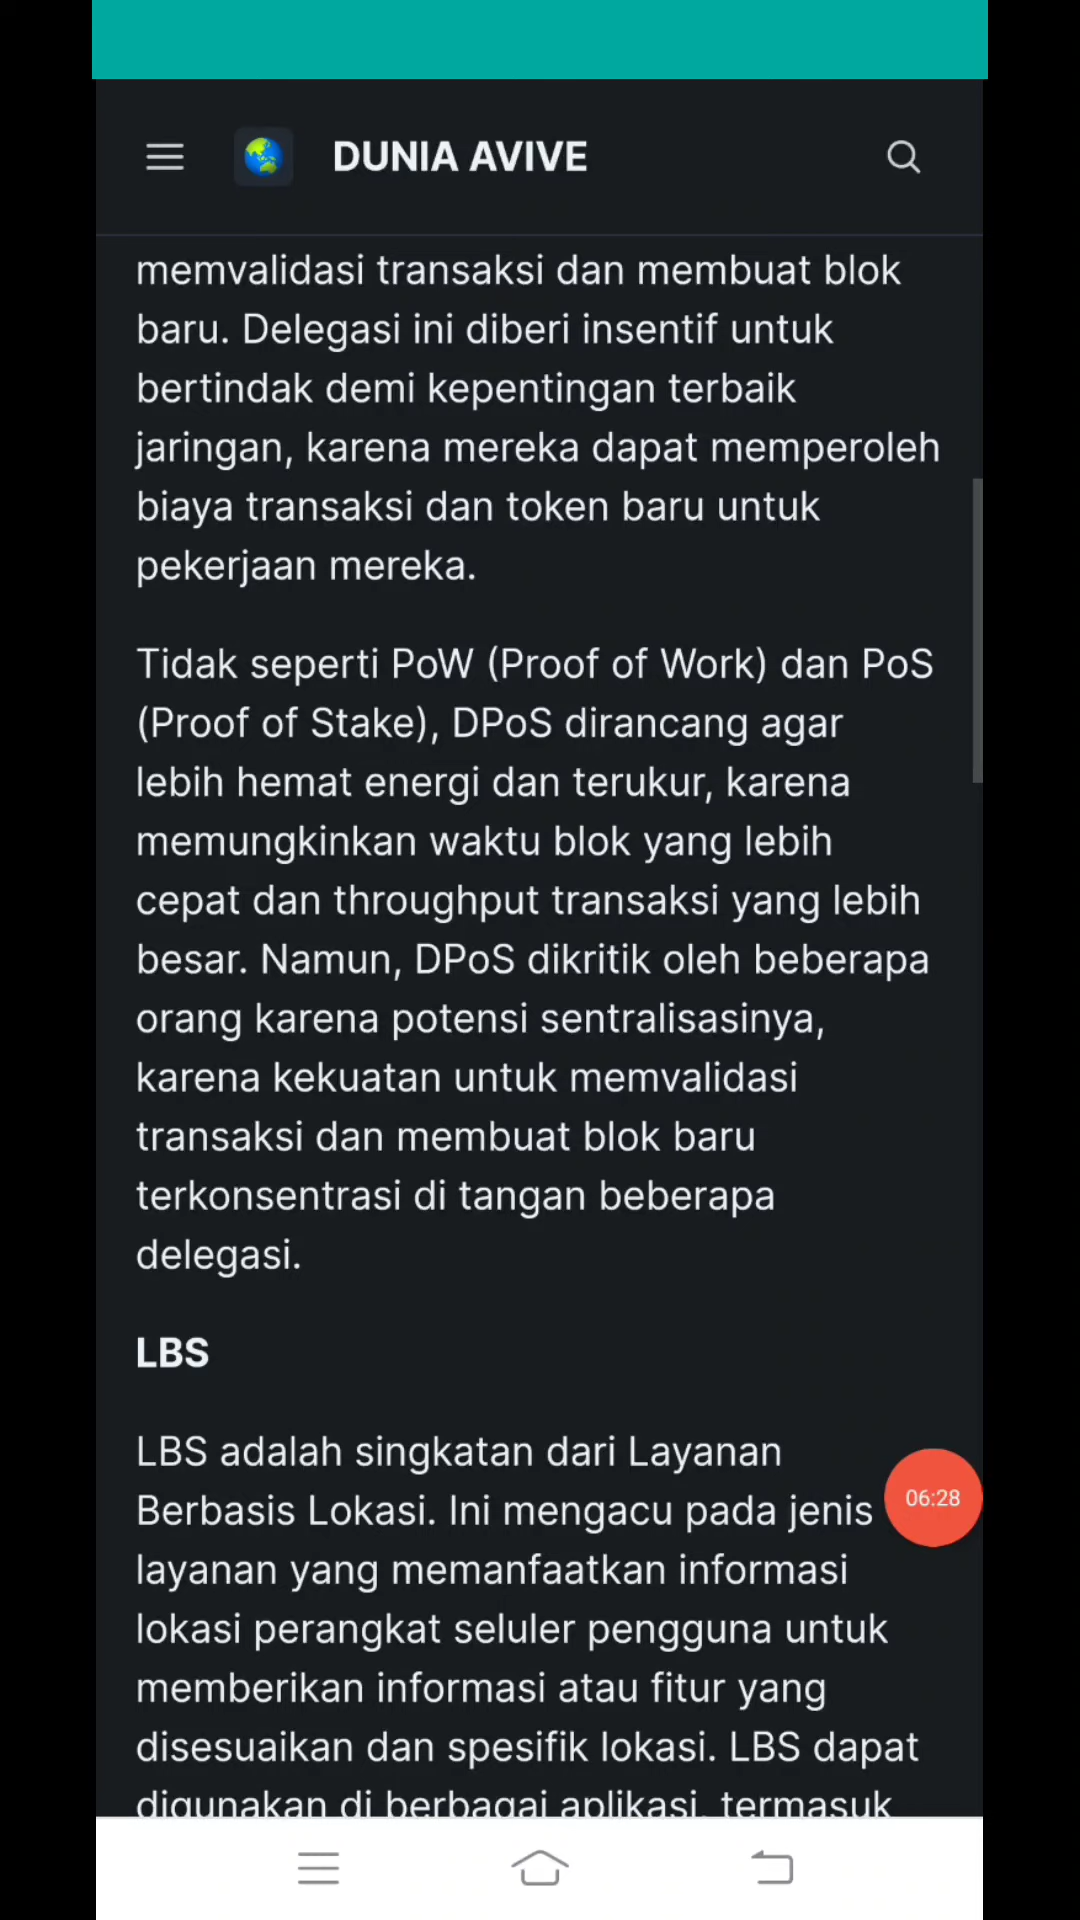 DUNIA AVIVE
memvalidasi transaksi dan membuat blok
baru. Delegasi ini diberi insentif untuk
bertindak demi kepentingan terbaik
jaringan, karena mereka dapat memperoleh
biaya transaksi dan token baru untuk
pekerjaan mereka.
Tidak seperti PoW (Proof of Work) dan PoS
(Proof of Stake), DPoS dirancang agar
lebih hemat energi dan terukur, karena
memungkinkan waktu blok yang lebih
cepat dan throughput transaksi yang lebih
besar. Namun, DPoS dikritik oleh beberapa
orang karena potensi sentralisasinya,
karena kekuatan untuk memvalidasi
transaksi dan membuat blok baru
terkonsentrasi di tangan beberapa
delegasi.
LBS
LBS adalah singkatan dari Layanan
Berbasis Lokasi. Ini mengacu pada jenis
06:28
layanan yang memanfaatkan informasi
lokasi perangkat seluler pengguna untuk
memberikan informasi atau fitur yang
disesuaikan dan spesifik lokasi. LBS dapat
digunakan di berbagai aplikasi, termasuk